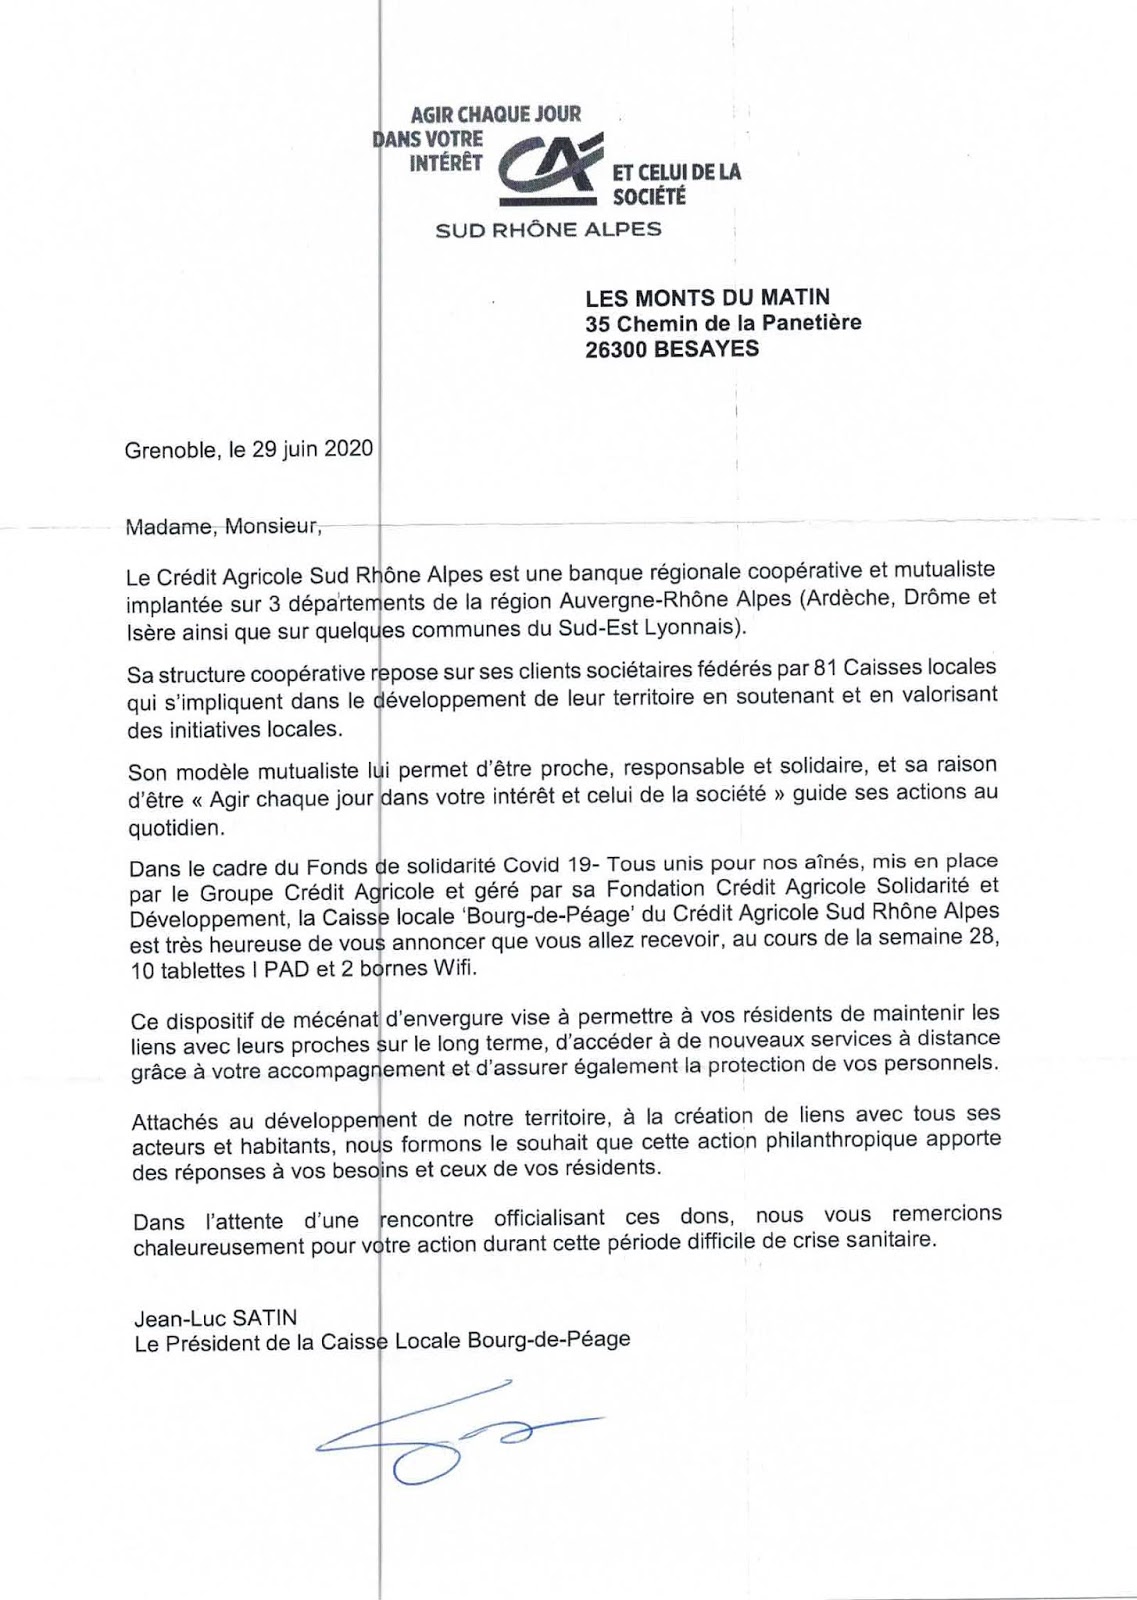 AGIR CHAQUE JOUR
DANS VOTRE
INTÉRÊT
CA
ET CELUI DE LA
SOCIÉTÉ
SUD RHÔNE ALPES
LES MONTS DU MATIN
35 Chemin de la Panetière
26300 BESAYES
Grenoble, le 29 juin 2020
Madame, Monsieur,
Le Crédit Agricole Sud Rhône Alpes est une banque régionale coopérative et mutualiste
implantée sur 3 départements de la région Auvergne-Rhône Alpes (Ardèche, Drôme et
Isère ainsi que sur quelques communes du Sud-Est Lyonnais).
Sa structure coopérative repose sur ses clients sociétaires fédérés par 81 Caisses locales
qui s'impliquent dans le développement de leur territoire en soutenant et en valorisant
des initiatives locales.
Son modèle mutualiste lui permet d'être proche, responsable et solidaire, et sa raison
d'être « Agir chaque jour dans votre intérêt et celui de la société » guide ses actions au
quotidien.
Dans le cadre du Fonds de solidarité Covid 19- Tous unis pour nos aînés, mis en place
par le Groupe Crédit Agricole et géré par sa Fondation Crédit Agricole Solidarité et
Développement, la Caisse locale 'Bourg-de-Péage' du Crédit Agricole Sud Rhône Alpes
est très heureuse de vous annoncer que vous allez recevoir, au cours de la semaine 28,
10 tablettes I PAD et 2 bornes Wifi.
Ce dispositif de mécénat d'envergure vise à permettre à vos résidents de maintenir les
liens avec leurs proches sur le long terme, d'accéder à de nouveaux services à distance
grâce à votre accompagnement et d'assurer également la protection de vos personnels.
Attachés au développement de notre territoire, à la création de liens avec tous ses
acteurs et habitants, nous formons le souhait que cette action philanthropique apporte
des réponses à vos besoins et ceux de vos résidents.
Dans l'attente d'une rencontre officialisant ces dons, nous vous remercions
chaleureusement pour votre action durant cette période difficile de crise sanitaire.
Jean-Luc SATIN
Le Président de la Caisse Locale Bourg-de-Péage